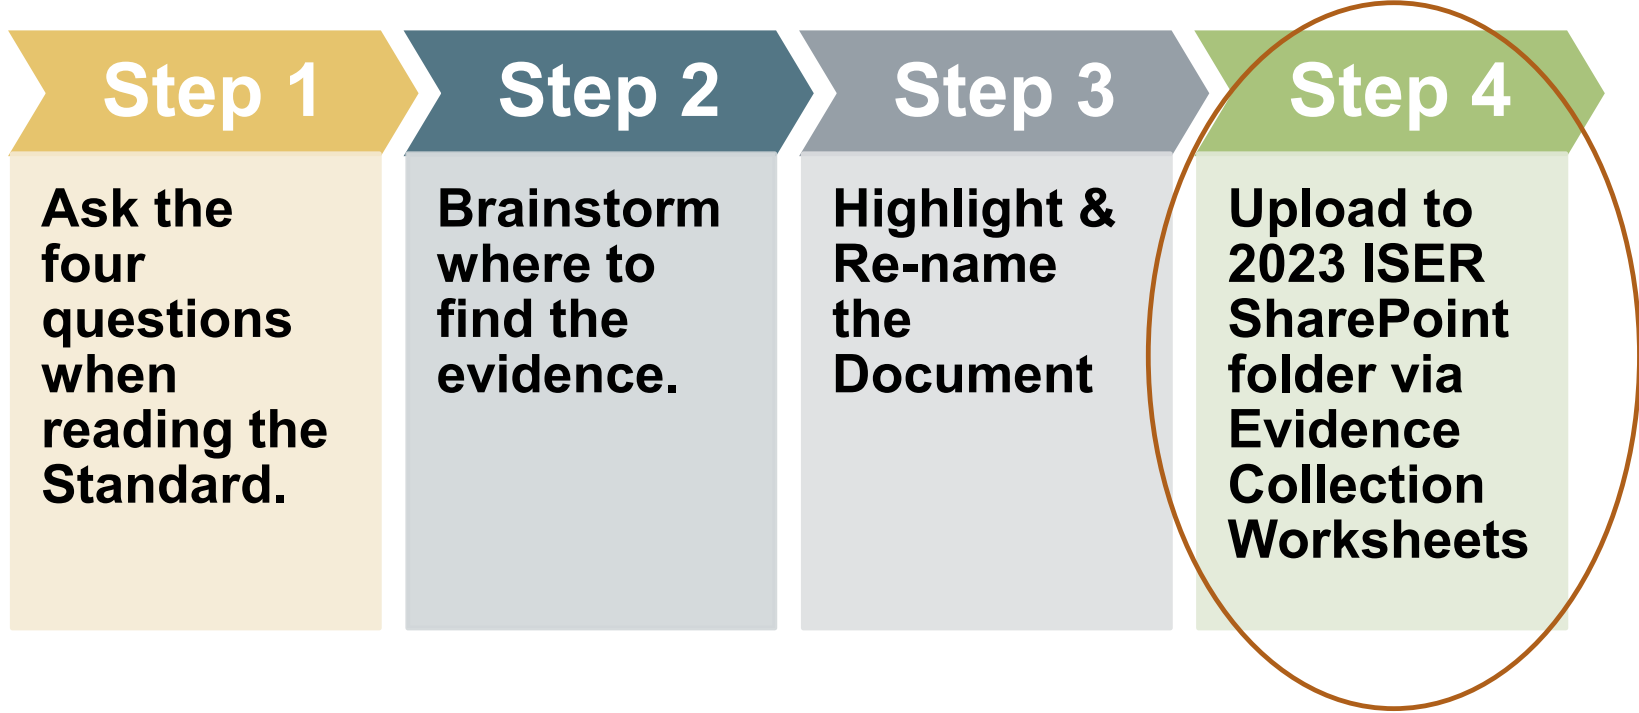 Step 1
Ask the
four
questions
when
reading the
Standard.
Step 2
Brainstorm
where to
find the
evidence.
Step 3
Highlight &
Re-name
the
Document
Step 4
Upload to
2023 ISER
SharePoint
folder via
Evidence
Collection
Worksheets